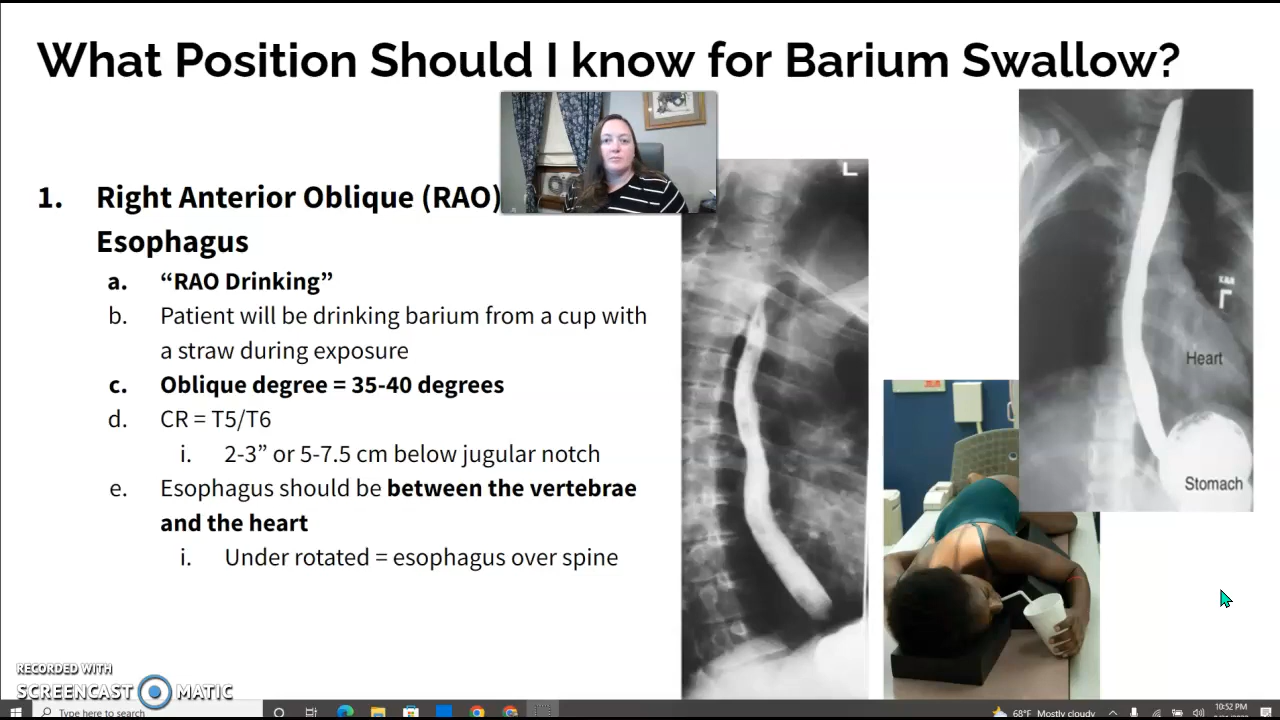 What Position Should I know for Barium Swallow?
1. Right Anterior Oblique (RAO)
Esophagus
a. “RAO Drinking”
b. Patient will be drinking barium from a cup with
a straw during exposure
c. Oblique degree = 35-40 degrees
d. CR = T5/T6
i. 2-3” or 5-7.5 cm below jugular notch
e. Esophagus should be between the vertebrae
and the heart
i. Under rotated = esophagus over spine
L
Heart
Stomach
RECORDED WITH
SCREENCAST MATIC
Type here to search
68°F Mostly cloudy
10:52 PM